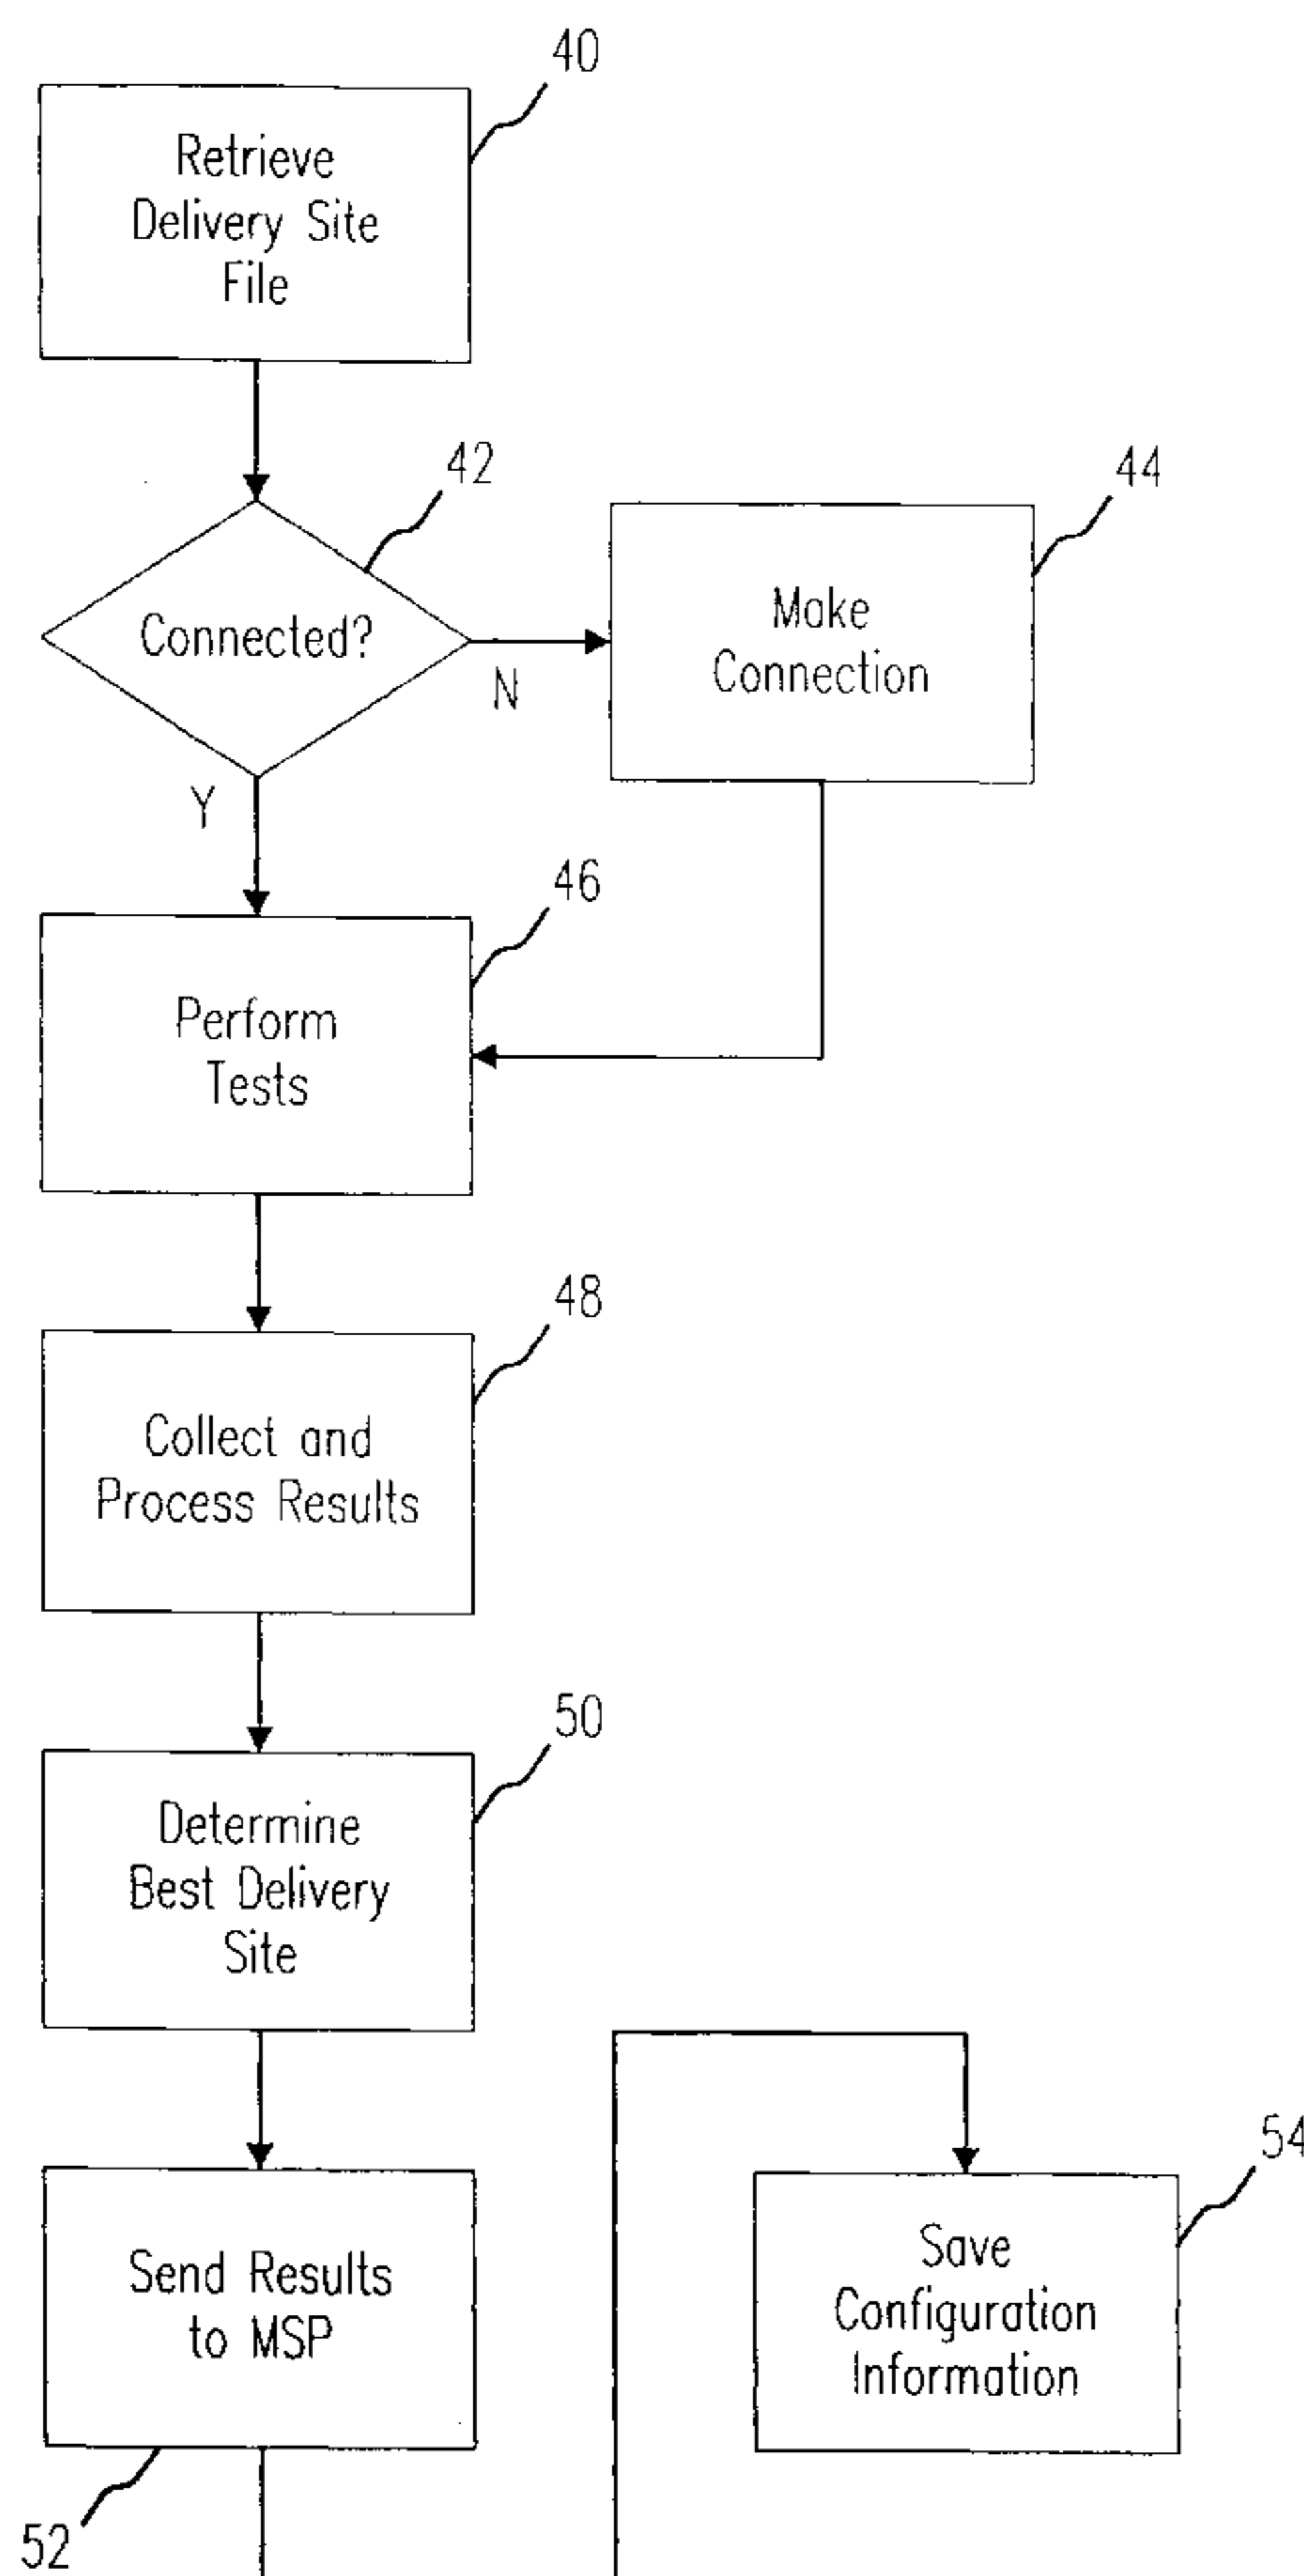 40
Retrieve
Delivery Site
File
42
Connected?
N
44
Make
Connection
Y
46
Perform
Tests
48
Collect and
Process Results
50
Determine
Best Delivery
Site
Send Results
to MSP
52
54
Save
Configuration
Information